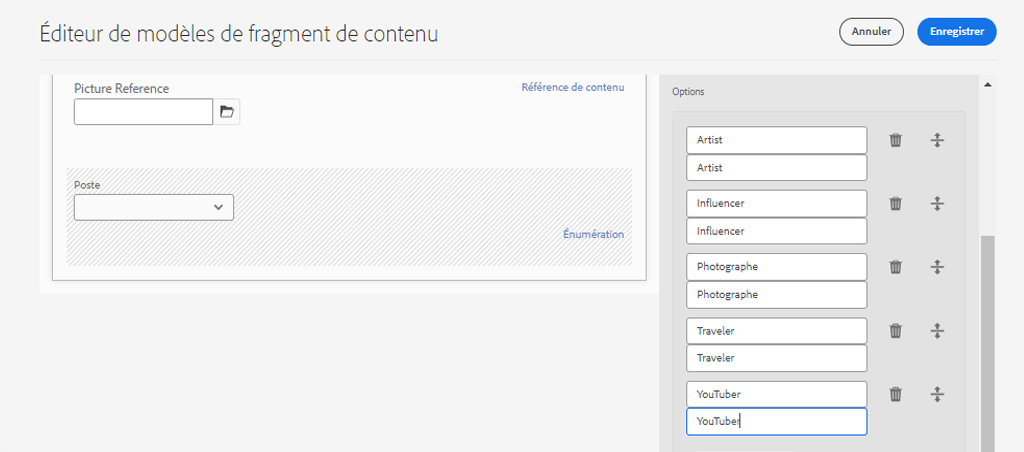 Éditeur de modèles de fragment de contenu
Annuler
Enregistrer
Picture Reference
Référence de contenu
Poste
Énumération
Options
Artist
Artist
Influencer
Influencer
Photographe
Photographe
Traveler
Traveler
YouTuber
YouTuber